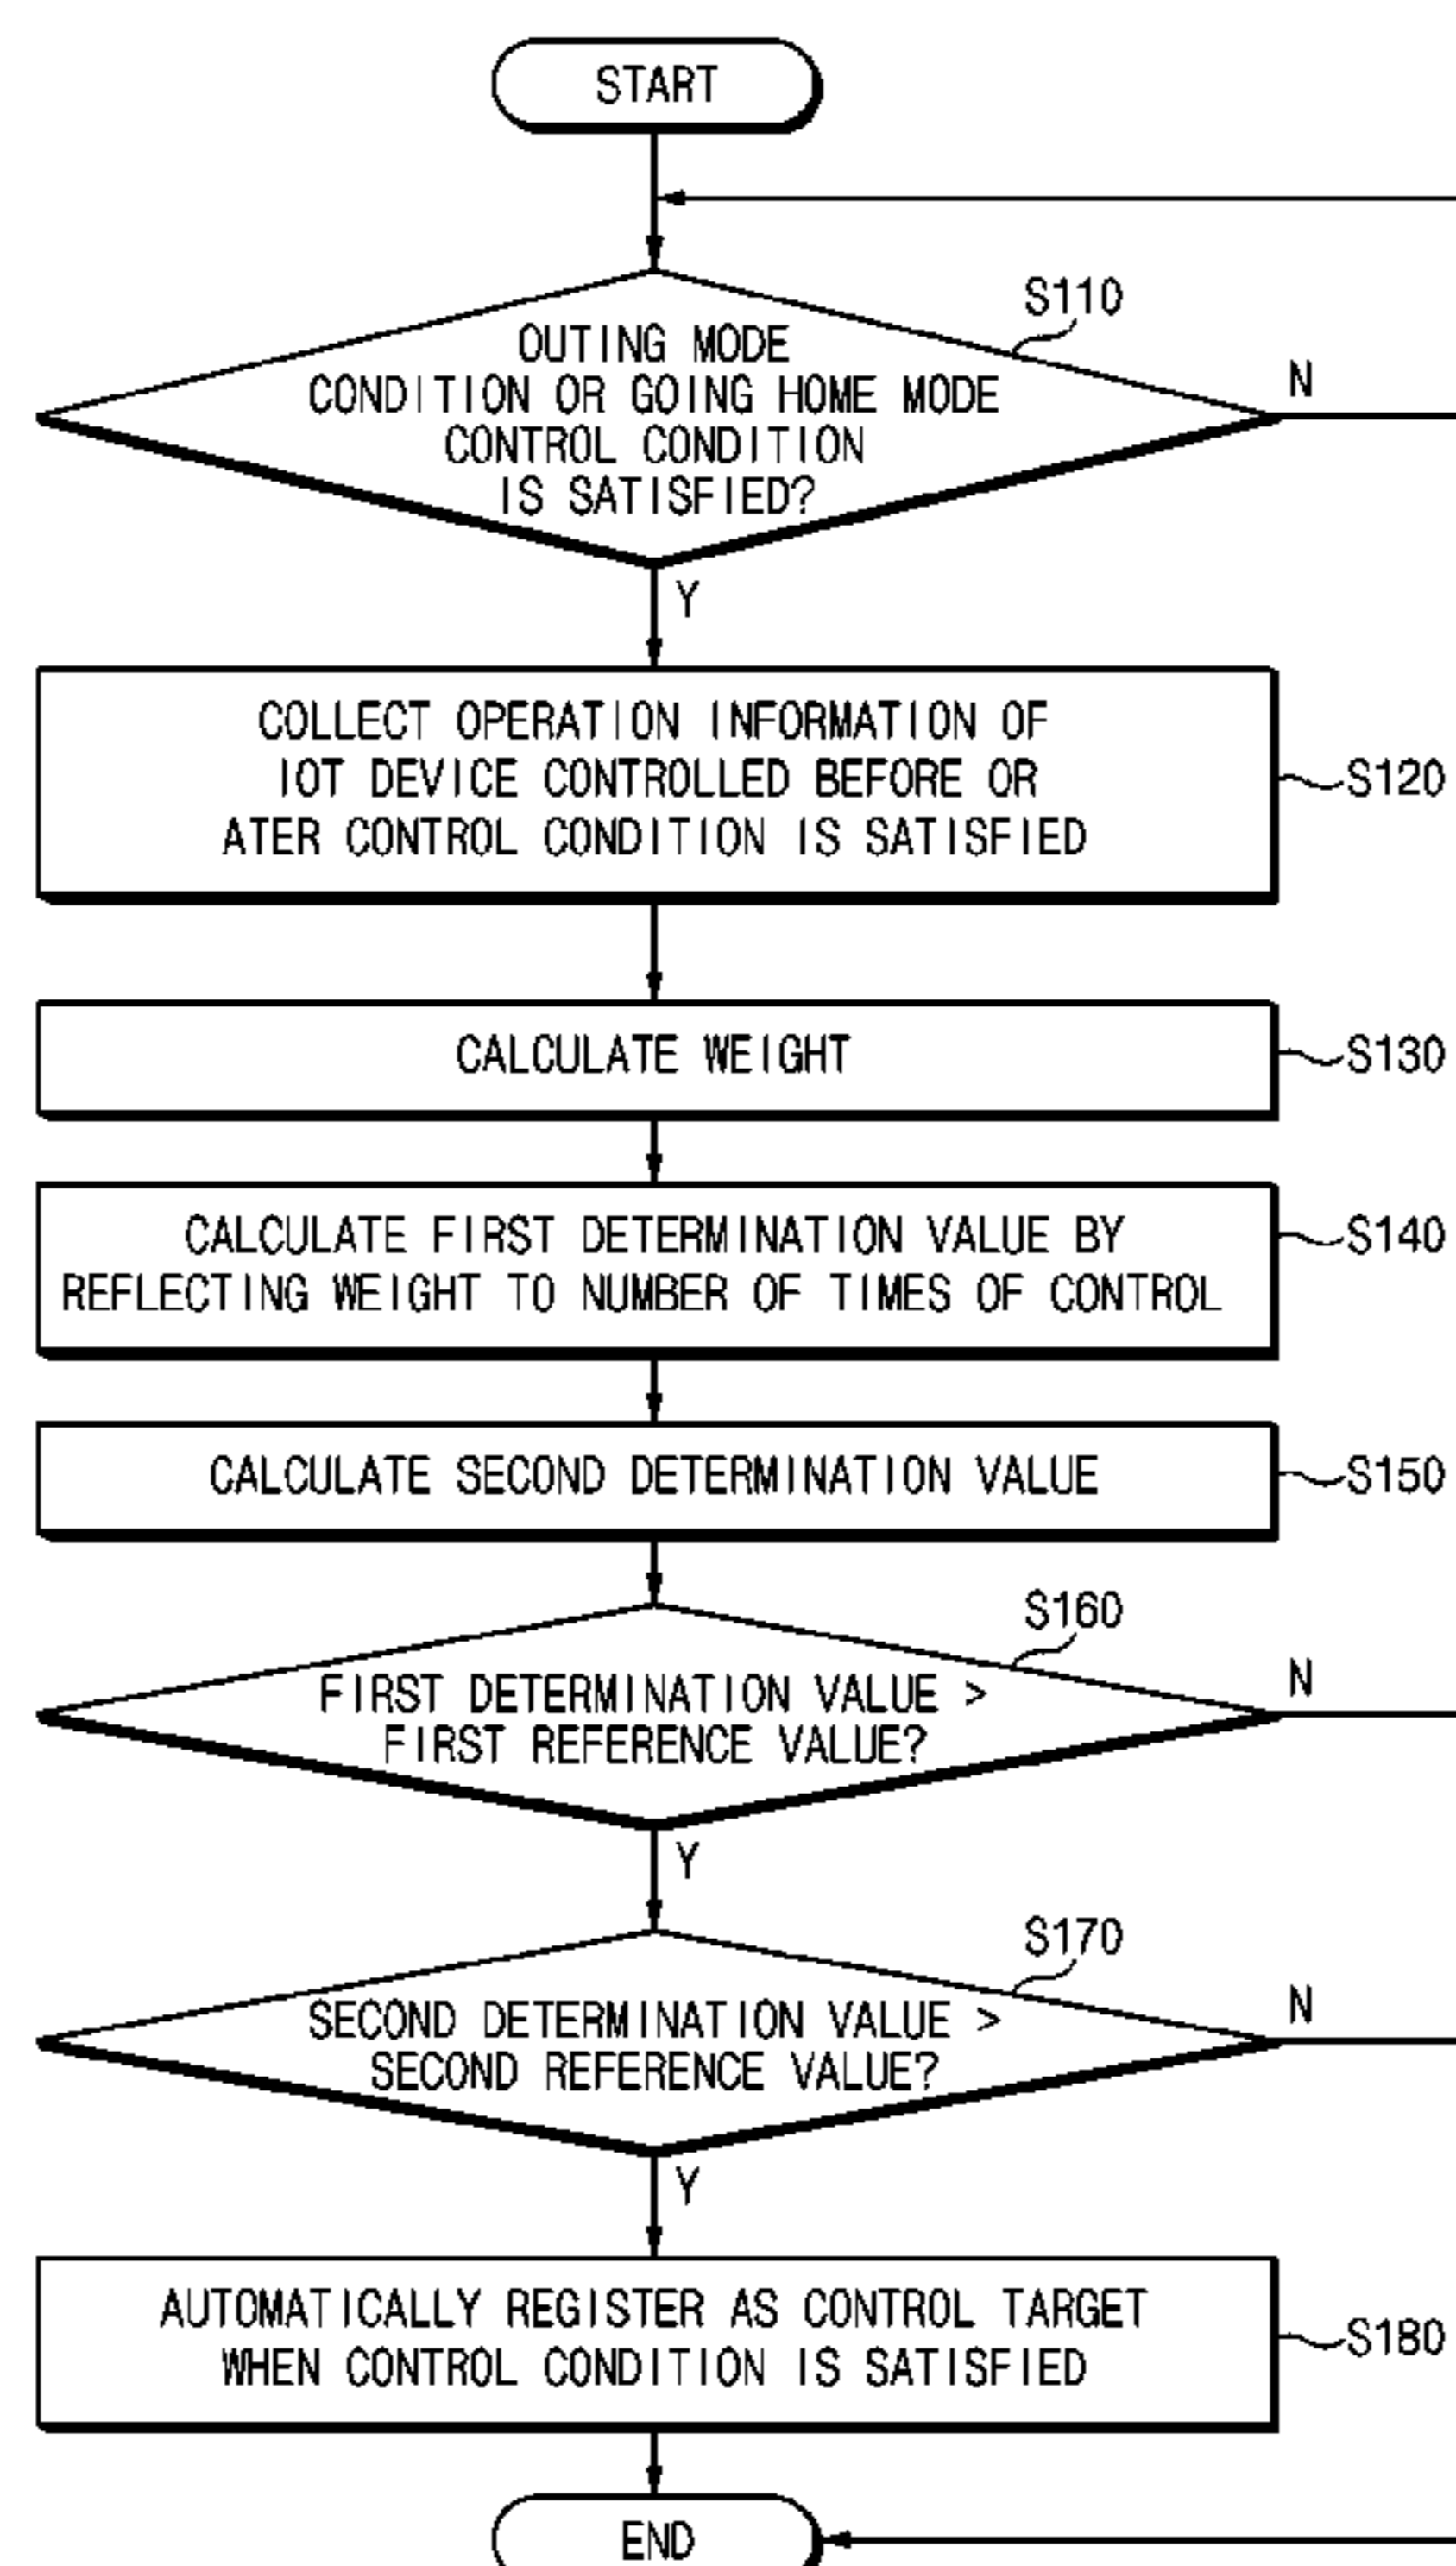 START
S110
OUTING MODE
CONDITION OR GOING HOME MODE
CONTROL CONDITION
IS SATISFIED?
N
Y
COLLECT OPERATION INFORMATION OF
IOT DEVICE CONTROLLED BEFORE OR
ATER CONTROL CONDITION IS SATISFIED
S120
CALCULATE WEIGHT
S130
CALCULATE FIRST DETERMINATION VALUE BY
REFLECTING WEIGHT TO NUMBER OF TIMES OF CONTROL
S140
CALCULATE SECOND DETERMINATION VALUE
S150
S160
FIRST DETERMINATION VALUE >
FIRST REFERENCE VALUE?
N
Y
S170
SECOND DETERMINATION VALUE >
SECOND REFERENCE VALUE?
N
Y
AUTOMATICALLY REGISTER AS CONTROL TARGET
WHEN CONTROL CONDITION IS SATISFIED
S180
END